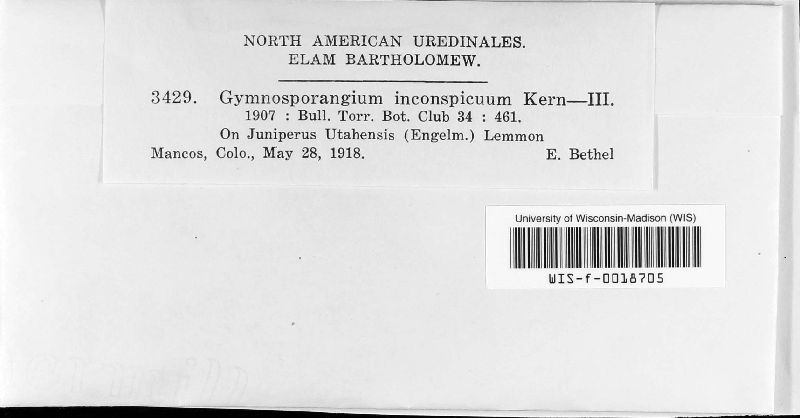 NORTH AMERICAN UREDINALES.
ELAM BARTHOLOMEW.
3429. Gymnosporangium inconspicuum Kern—III.
1907 : Bull. Torr. Bot. Club 34 : 461.
On Juniperus Utahensis (Engelm.) Lemmon
Mancos, Colo., May 28, 1918. E. Bethel
University of Wisconsin-Madison (WIS)
WIS-f-0018705